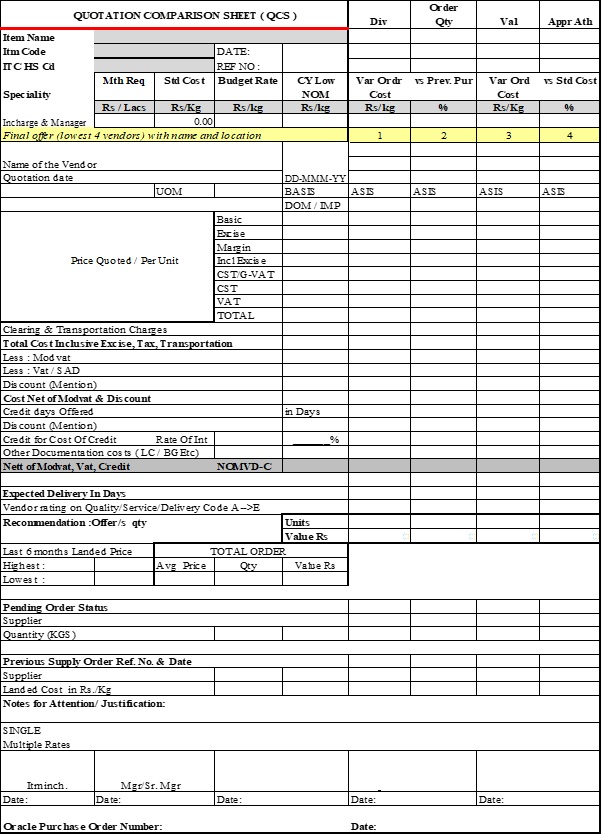 QUOTATION COMPARISON SHEET ( QCS ) Div Order Qty Val Appr Ath
Item Name
Itm Code DATE:
ITC HS Cd REF NO :
Speciality Mth Req Std Cost Budget Rate CY Low NOM Var Ordr Cost vs Prev. Pur Var Ord Cost vs Std Cost
Rs / Lacs Rs/Kg Rs/kg Rs/kg Rs/kg % Rs/Kg %
Incharge & Manager 0.00
Final offer (lowest 4 vendors) with name and location 1 2 3 4
Name of the Vendor
Quotation date DD-MMM-YY
UOM BASIS ASIS ASIS ASIS ASIS
DOM / IMP
Basic
Excise
Margin
Price Quoted / Per Unit Incl Excise
CST/G-VAT
CST
VAT
TOTAL
Clearing & Transportation Charges
Total Cost Inclusive Excise, Tax, Transportation
Less : Modvat
Less : Vat / SAD
Discount (Mention)
Cost Net of Modvat & Discount
Credit days Offered in Days
Discount (Mention)
Credit for Cost Of Credit Rate Of Int ______%
Other Documentation costs ( LC / BG Etc)
Nett of Modvat, Vat, Credit NOMVD-C
Expected Delivery In Days
Vendor rating on Quality/Service/Delivery Code A -->E
Recommendation :Offer/s qty Units
Value Rs
Last 6 months Landed Price TOTAL ORDER
Highest : Avg Price Qty Value Rs
Lowest :
Pending Order Status
Supplier
Quantity (KGS)
Previous Supply Order Ref. No. & Date
Supplier
Landed Cost in Rs./Kg
Notes for Attention/ Justification:
SINGLE
Multiple Rates
Itm inch. Mgr/Sr. Mgr
Date: Date: Date: Date: Date:
Oracle Purchase Order Number: Date: